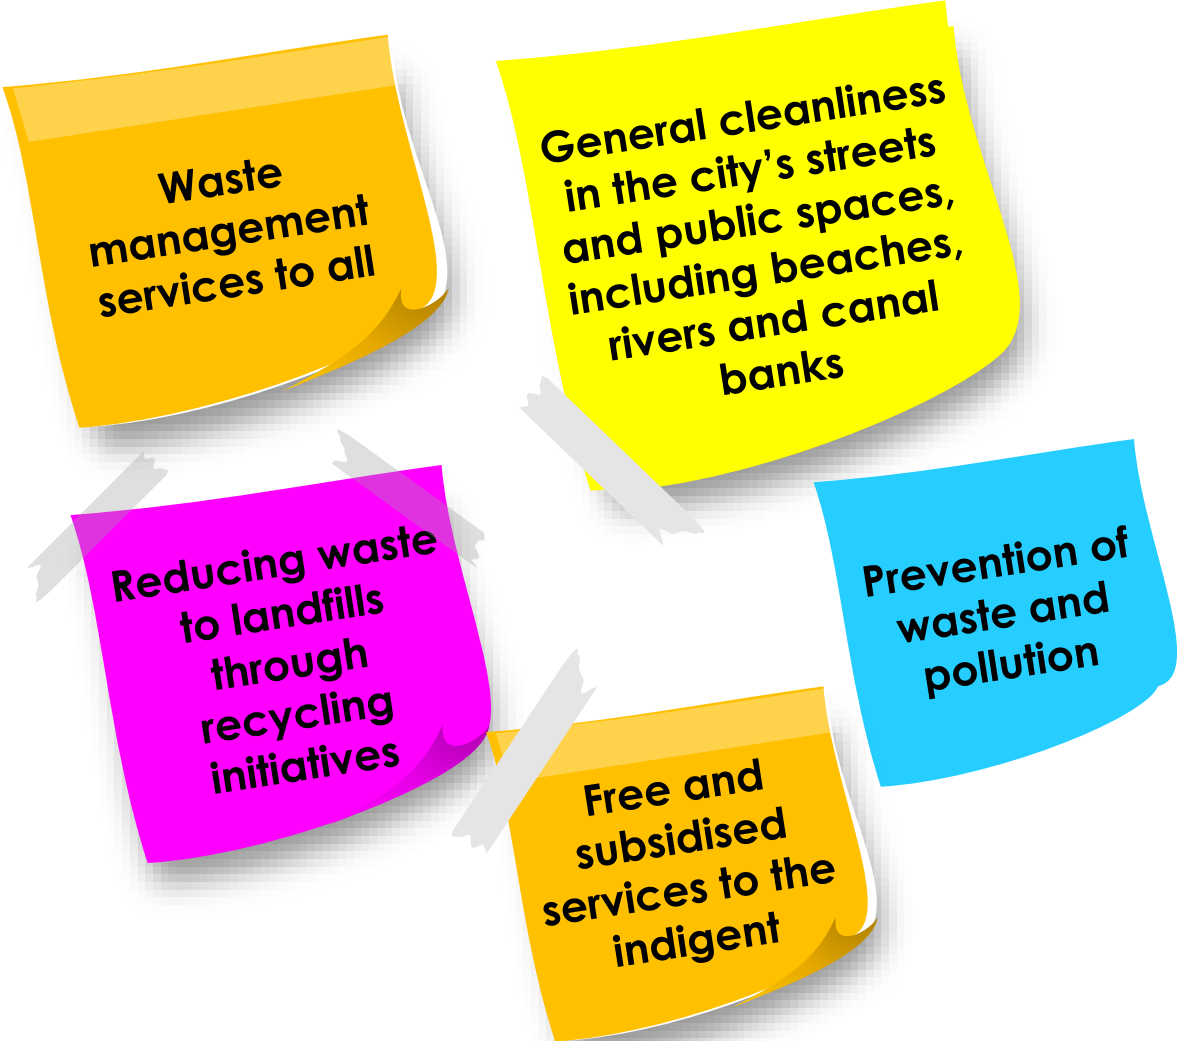 Waste
management
services to all
General cleanliness
in the city’s streets
and public spaces,
including beaches,
rivers and canal
banks
Reducing waste
to landfills
through
recycling
initiatives
Prevention of
waste and
pollution
Free and
subsidised
services to the
indigent